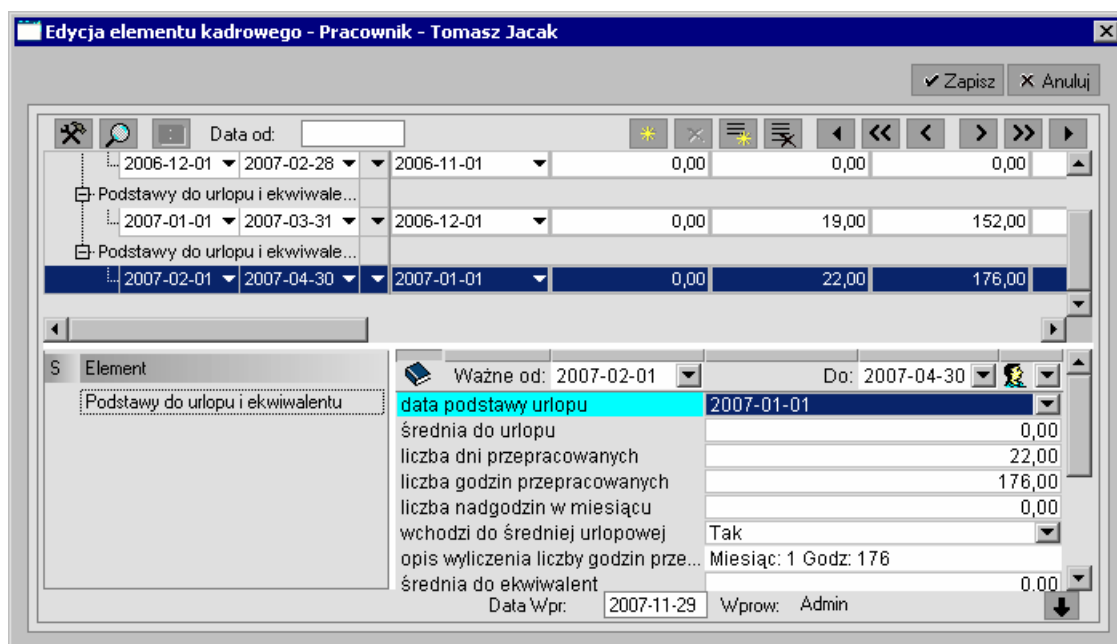 Edycja elementu kadrowego - Pracownik - Tomasz Jacak
Zapisz Anuluj
Data od:
2006-12-01 2007-02-28 2006-11-01 0,00 0,00 0,00
Podstawy do urlopu i ekwiwale...
2007-01-01 2007-03-31 2006-12-01 0,00 19,00 152,00
Podstawy do urlopu i ekwiwale...
2007-02-01 2007-04-30 2007-01-01 0,00 22,00 176,00
S Element
Podstawy do urlopu i ekwiwalentu
Ważne od: 2007-02-01 Do: 2007-04-30
data podstawy urlopu 2007-01-01
średnia do urlopu 0,00
liczba dni przepracowanych 22,00
liczba godzin przepracowanych 176,00
liczba nadgodzin w miesiącu 0,00
wchodzi do średniej urlopowej Tak
opis wyliczenia liczby godzin prze... Miesiąc: 1 Godz: 176
średnia do ekwiwalent 0,00
Data Wpr: 2007-11-29 Wprow: Admin